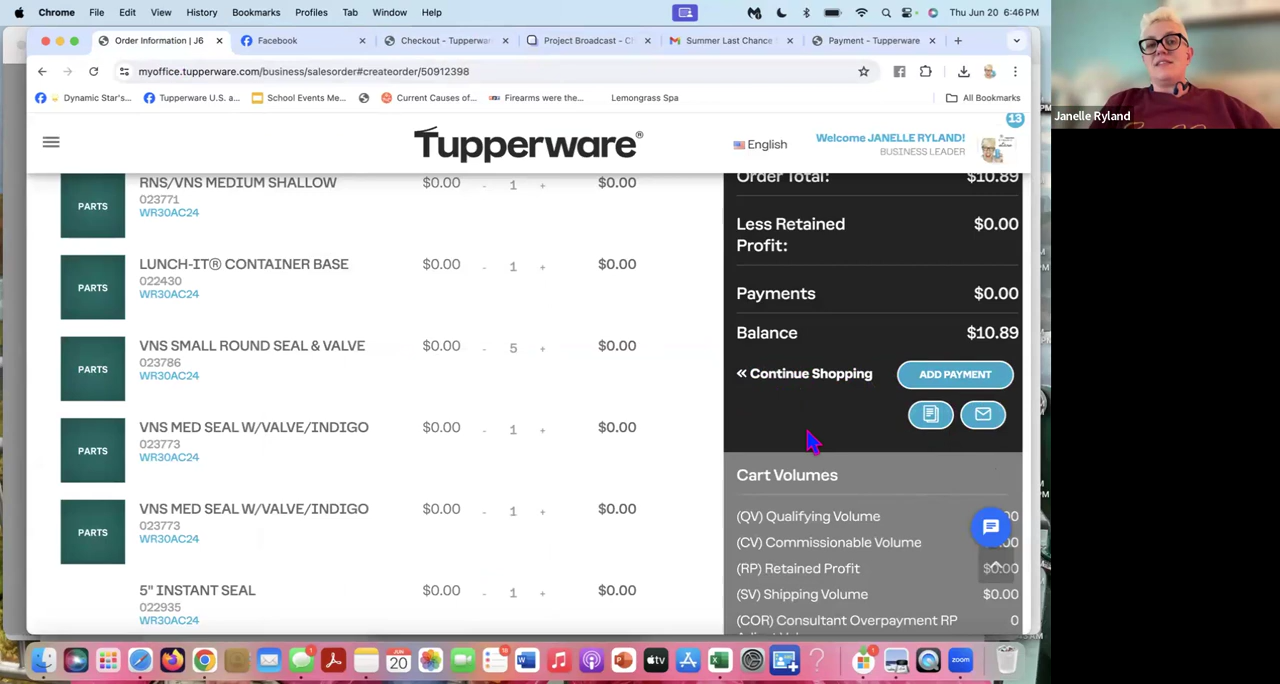 Chrome File Edit View History Bookmarks Profiles Tab Window Help Thu Jun 20 6:46 PM
Order Information | J6 Facebook Checkout - Tupperwar Project Broadcast - Ch Summer Last Chance Payment - Tupperware
myoffice.tupperware.com/business/salesorder#createorder/50912398
Dynamic Star's... Tupperware U.S. a... School Events Me... Current Causes of... Firearms were the... Lemongrass Spa All Bookmarks
Janelle Ryland
13
Tupperware®
English
Welcome JANELLE RYLAND!
BUSINESS LEADER
RNS/VNS MEDIUM SHALLOW $0.00 - 1 + $0.00
PARTS
023771
WR30AC24
LUNCH-IT® CONTAINER BASE $0.00 - 1 + $0.00
PARTS
022430
WR30AC24
VNS SMALL ROUND SEAL & VALVE $0.00 - 5 + $0.00
PARTS
023786
WR30AC24
VNS MED SEAL W/VALVE/INDIGO $0.00 - 1 + $0.00
PARTS
023773
WR30AC24
VNS MED SEAL W/VALVE/INDIGO $0.00 - 1 + $0.00
PARTS
023773
WR30AC24
5" INSTANT SEAL $0.00 - 1 + $0.00
022935
WR30AC24
Order Total: $10.89
Less Retained $0.00
Profit:
Payments $0.00
Balance $10.89
« Continue Shopping ADD PAYMENT
Cart Volumes
(QV) Qualifying Volume
(CV) Commissionable Volume
(RP) Retained Profit $0.00
(SV) Shipping Volume $0.00
(COR) Consultant Overpayment RP 0
JUN
20
tv
zoom